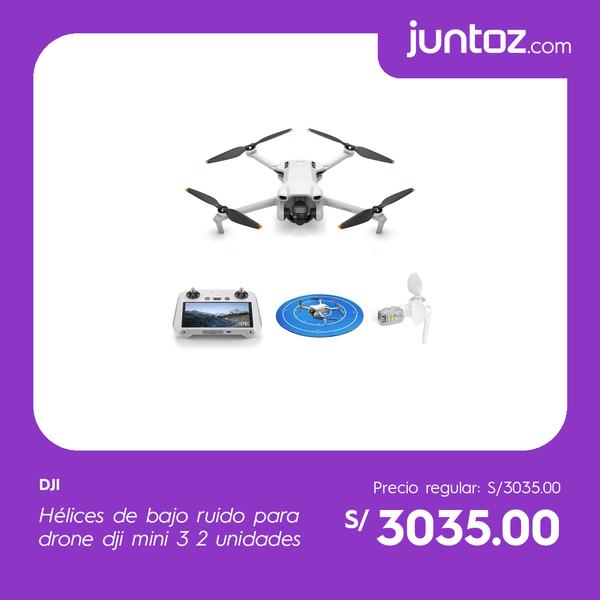 juntoz.com
DJI
Hélices de bajo ruido para
drone dji mini 3 2 unidades
Precio regular: S/3035.00
S/ 3035.00